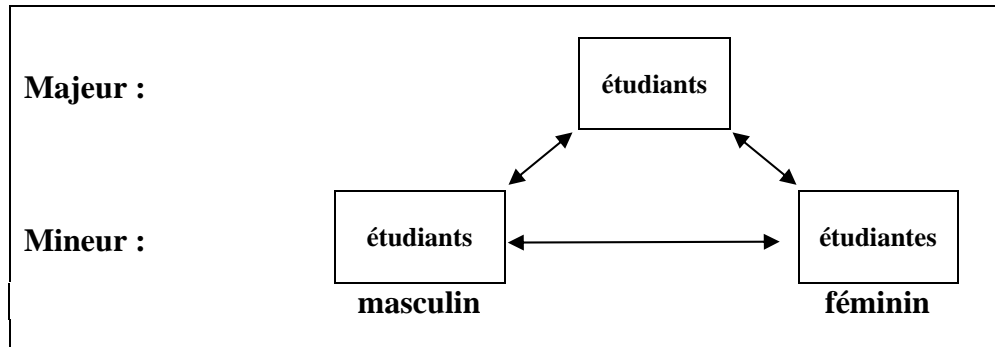 étudiants
Majeur :
étudiants
étudiantes
Mineur :
masculin
féminin